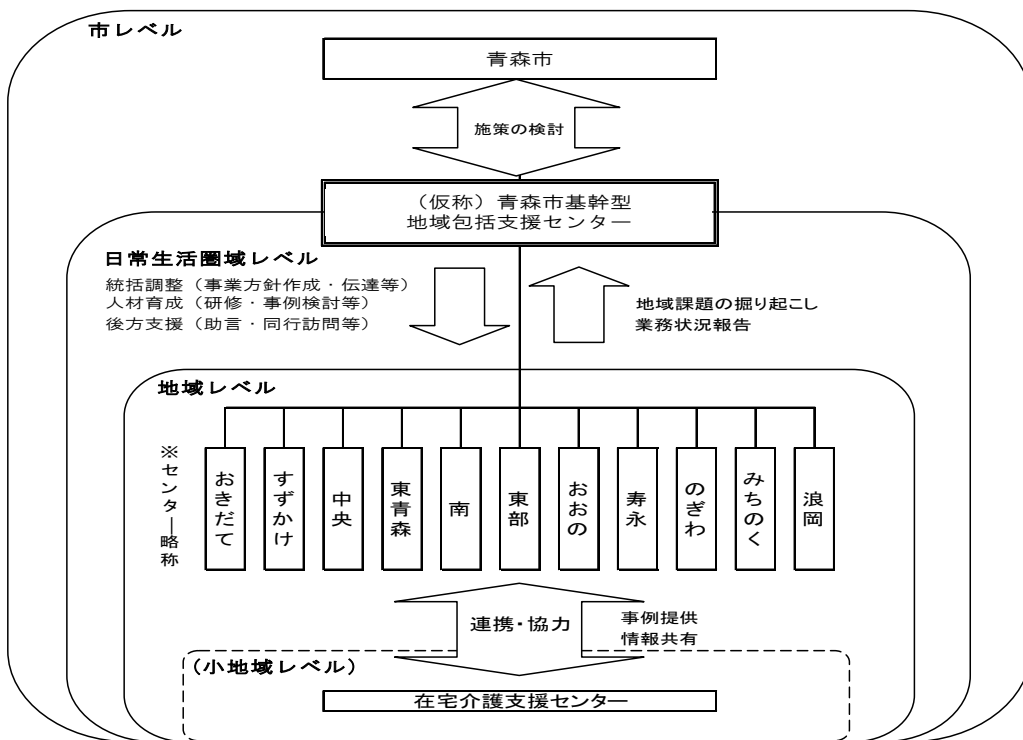 市レベル
青森市
施策の検討
（仮称）青森市基幹型
地域包括支援センター
日常生活圏域レベル
統括調整（事業方針作成・伝達等）
人材育成（研修・事例検討等）
後方支援（助言・同行訪問等）
地域課題の掘り起こし
業務状況報告
地域レベル
※センター略称
おきだて
すずかけ
中央
東青森
南
東部
おおの
寿永
のぎわ
みちのく
浪岡
連携・協力
事例提供
情報共有
（小地域レベル）
在宅介護支援センター